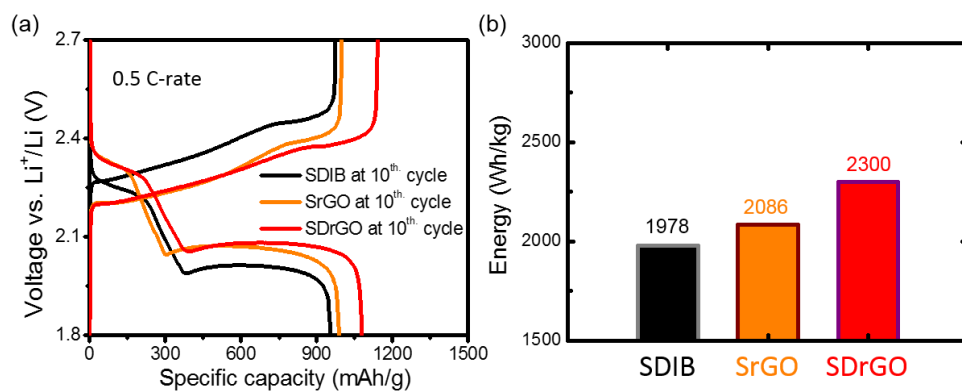 (a)
Voltage vs. Li⁺/Li (V)
2.7
2.4
2.1
1.8
0.5 C-rate
SDIB at 10th. cycle
SrGO at 10th. cycle
SDrGO at 10th. cycle
0 300 600 900 1200 1500
Specific capacity (mAh/g)
(b)
Energy (Wh/kg)
3000
2500
2000
1500
1978
2086
2300
SDIB SrGO SDrGO